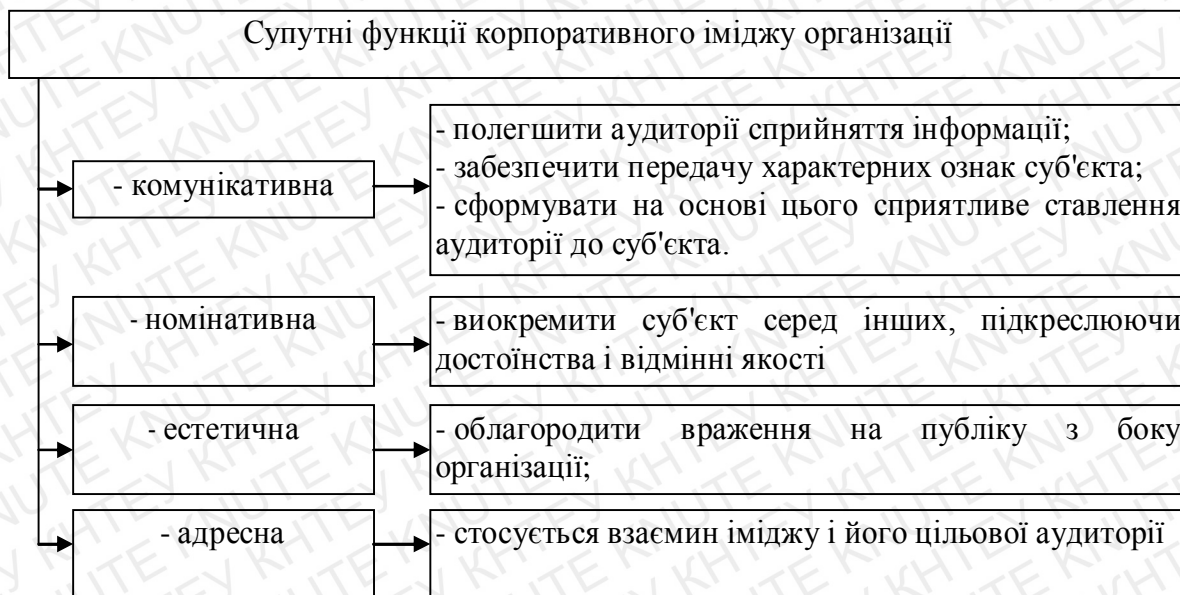 Супутні функції корпоративного іміджу організації
- комунікативна
- полегшити аудиторії сприйняття інформації;
- забезпечити передачу характерних ознак суб'єкта;
- сформувати на основі цього сприятливе ставлення
аудиторії до суб'єкта.
- номінативна
- виокремити суб'єкт серед інших, підкреслюючи
достоїнства і відмінні якості
- естетична
- облагородити враження на публіку з боку
організації;
- адресна
- стосується взаємин іміджу і його цільової аудиторії